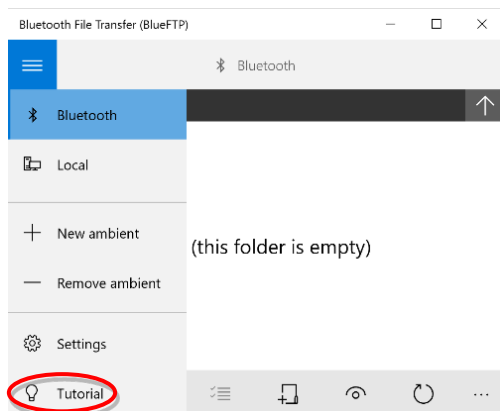 Bluetooth File Transfer (BlueFTP)
Bluetooth
Bluetooth
Local
New ambient
(this folder is empty)
Remove ambient
Settings
Tutorial